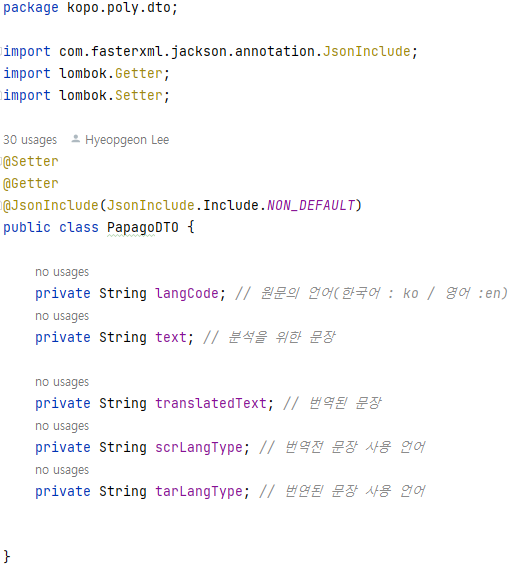 package kopo.poly.dto;
import com.fasterxml.jackson.annotation.JsonInclude;
import lombok.Getter;
import lombok.Setter;
30 usages Hyeopgeon Lee
@Setter
@Getter
@JsonInclude(JsonInclude.Include.NON_DEFAULT)
public class PapagoDTO {
no usages
private String langCode; // 원문의 언어(한국어 : ko / 영어 :en)
no usages
private String text; // 분석을 위한 문장
no usages
private String translatedText; // 번역된 문장
no usages
private String scrLangType; // 번역전 문장 사용 언어
no usages
private String tarLangType; // 번연된 문장 사용 언어
}